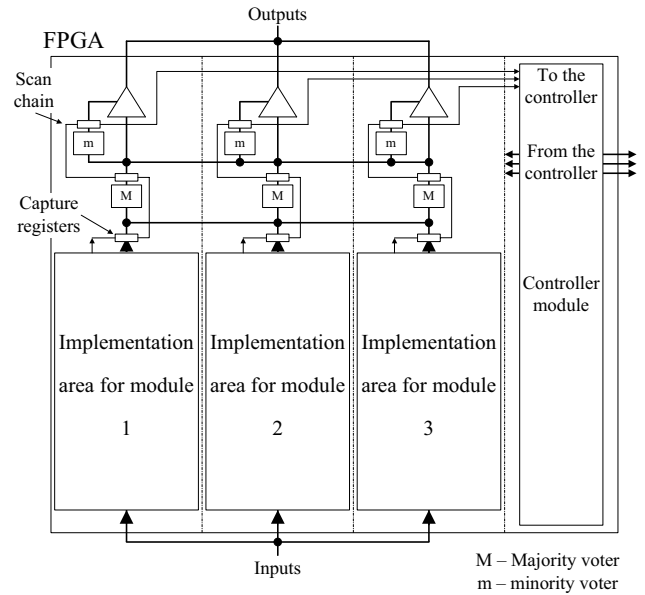 Outputs
FPGA
Scan
chain
To the
controller
m
m
m
From the
controller
M
M
M
Capture
registers
Controller
module
Implementation
area for module
1
Implementation
area for module
2
Implementation
area for module
3
Inputs
M – Majority voter
m – minority voter